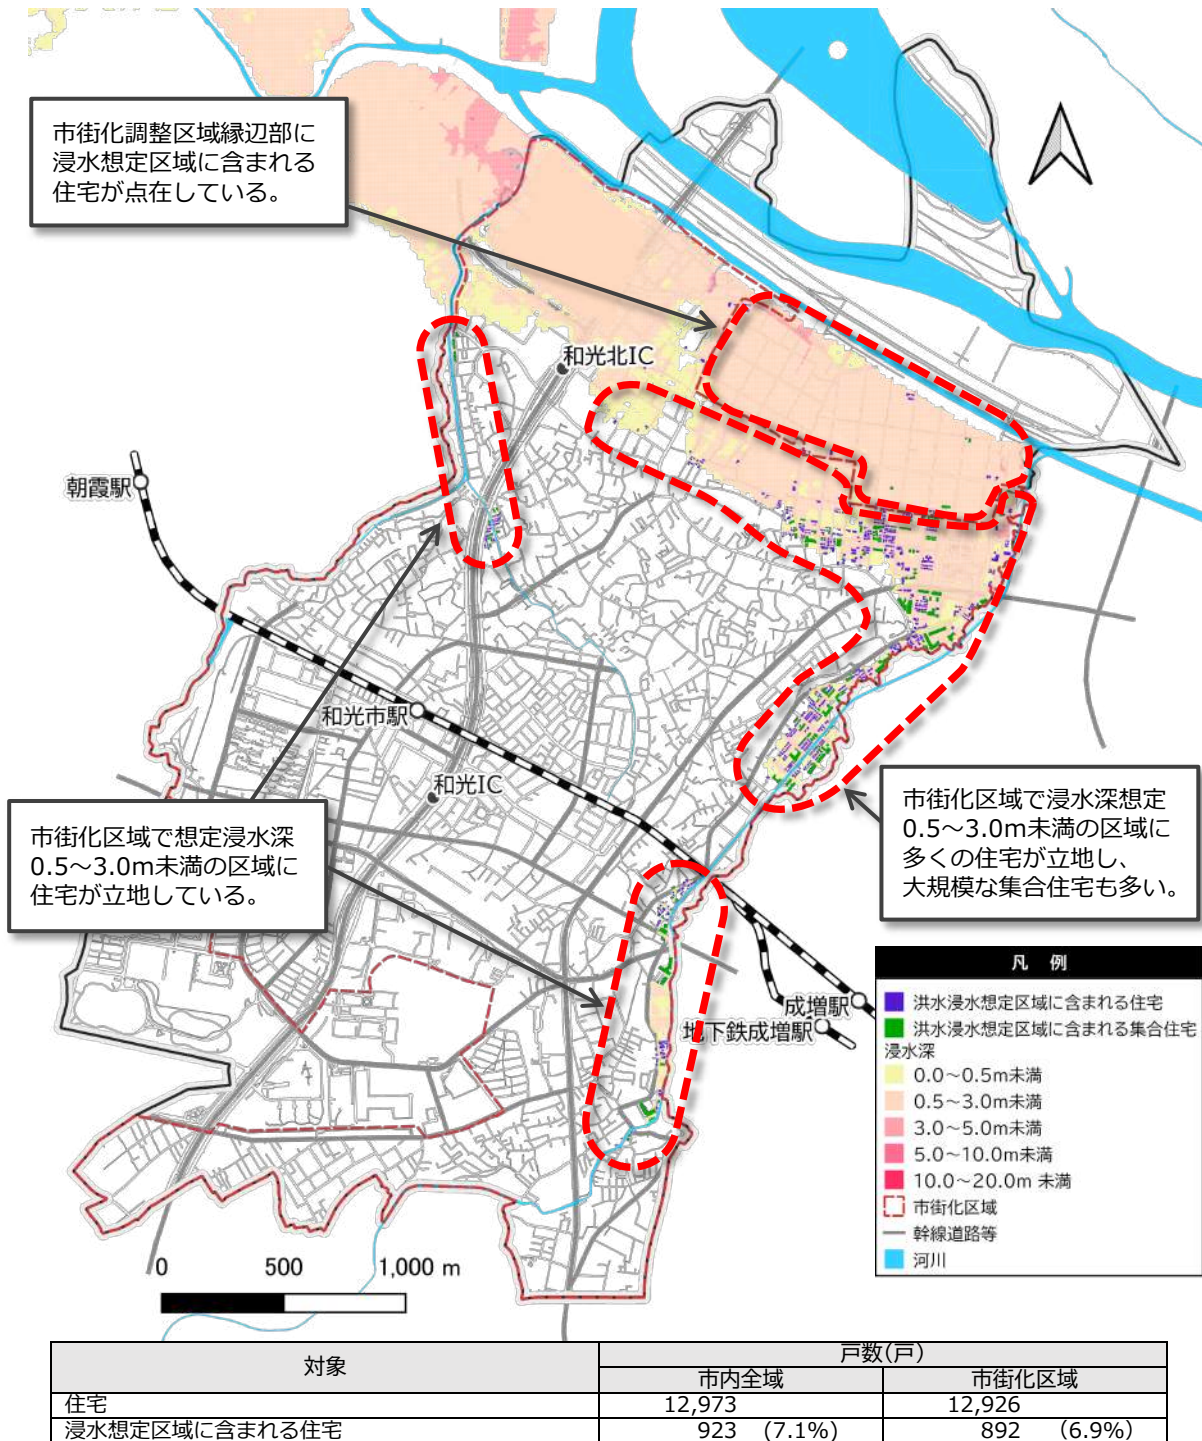 市街化調整区域縁辺部に
浸水想定区域に含まれる
住宅が点在している。
和光北IC
朝霞駅
和光市駅
和光IC
市街化区域で想定浸水深
0.5～3.0m未満の区域に
住宅が立地している。
市街化区域で浸水深想定
0.5～3.0m未満の区域に
多くの住宅が立地し、
大規模な集合住宅も多い。
成増駅
地下鉄成増駅
凡 例
洪水浸水想定区域に含まれる住宅
洪水浸水想定区域に含まれる集合住宅
浸水深
0.0～0.5m未満
0.5～3.0m未満
3.0～5.0m未満
5.0～10.0m未満
10.0～20.0m 未満
市街化区域
幹線道路等
河川
0 500 1,000 m
対象 戸数(戸)
市内全域 市街化区域
住宅 12,973 12,926
浸水想定区域に含まれる住宅 923 (7.1%) 892 (6.9%)